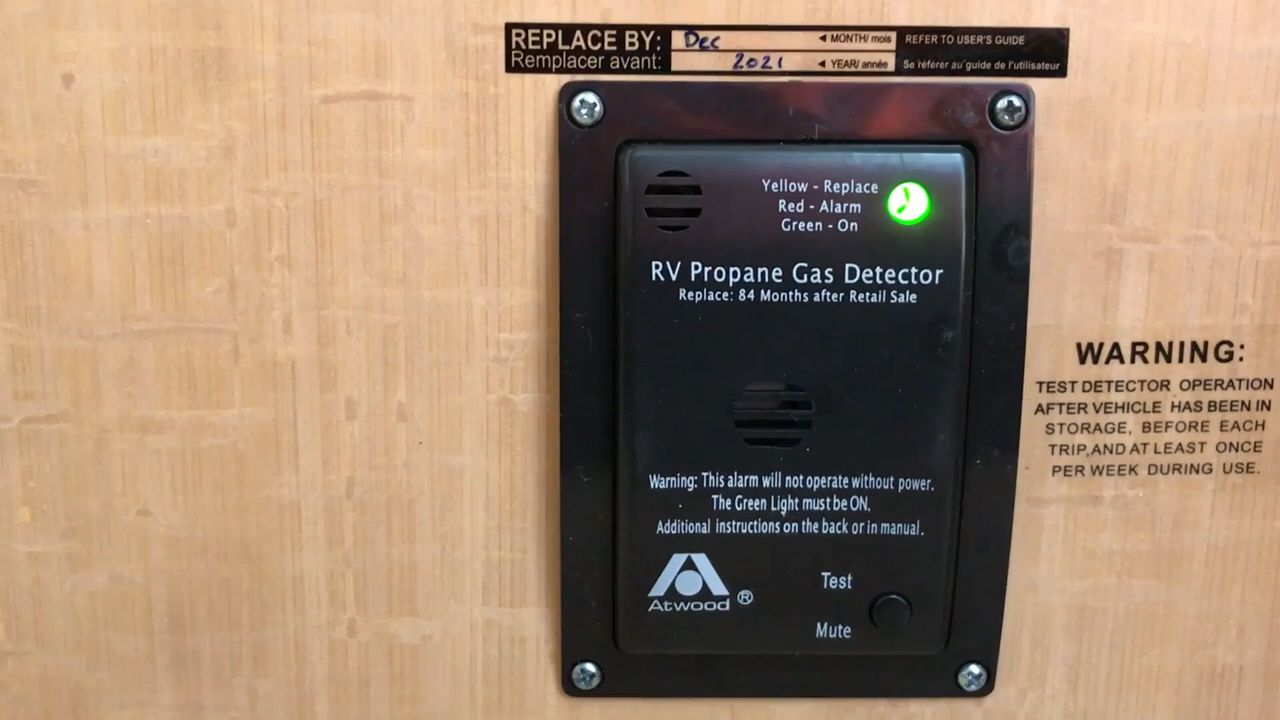 REPLACE BY: Dec ◄ MONTH/ mois REFER TO USER'S GUIDE
Remplacer avant: 2021 ◄ YEAR/ année Se référer au guide de l'utilisateur
Yellow - Replace
Red - Alarm
Green - On
RV Propane Gas Detector
Replace: 84 Months after Retail Sale
WARNING:
TEST DETECTOR OPERATION
AFTER VEHICLE HAS BEEN IN
STORAGE, BEFORE EACH
TRIP,AND AT LEAST ONCE
PER WEEK DURING USE.
Warning: This alarm will not operate without power.
The Green Light must be ON.
Additional instructions on the back or in manual.
Atwood ®
Test
Mute